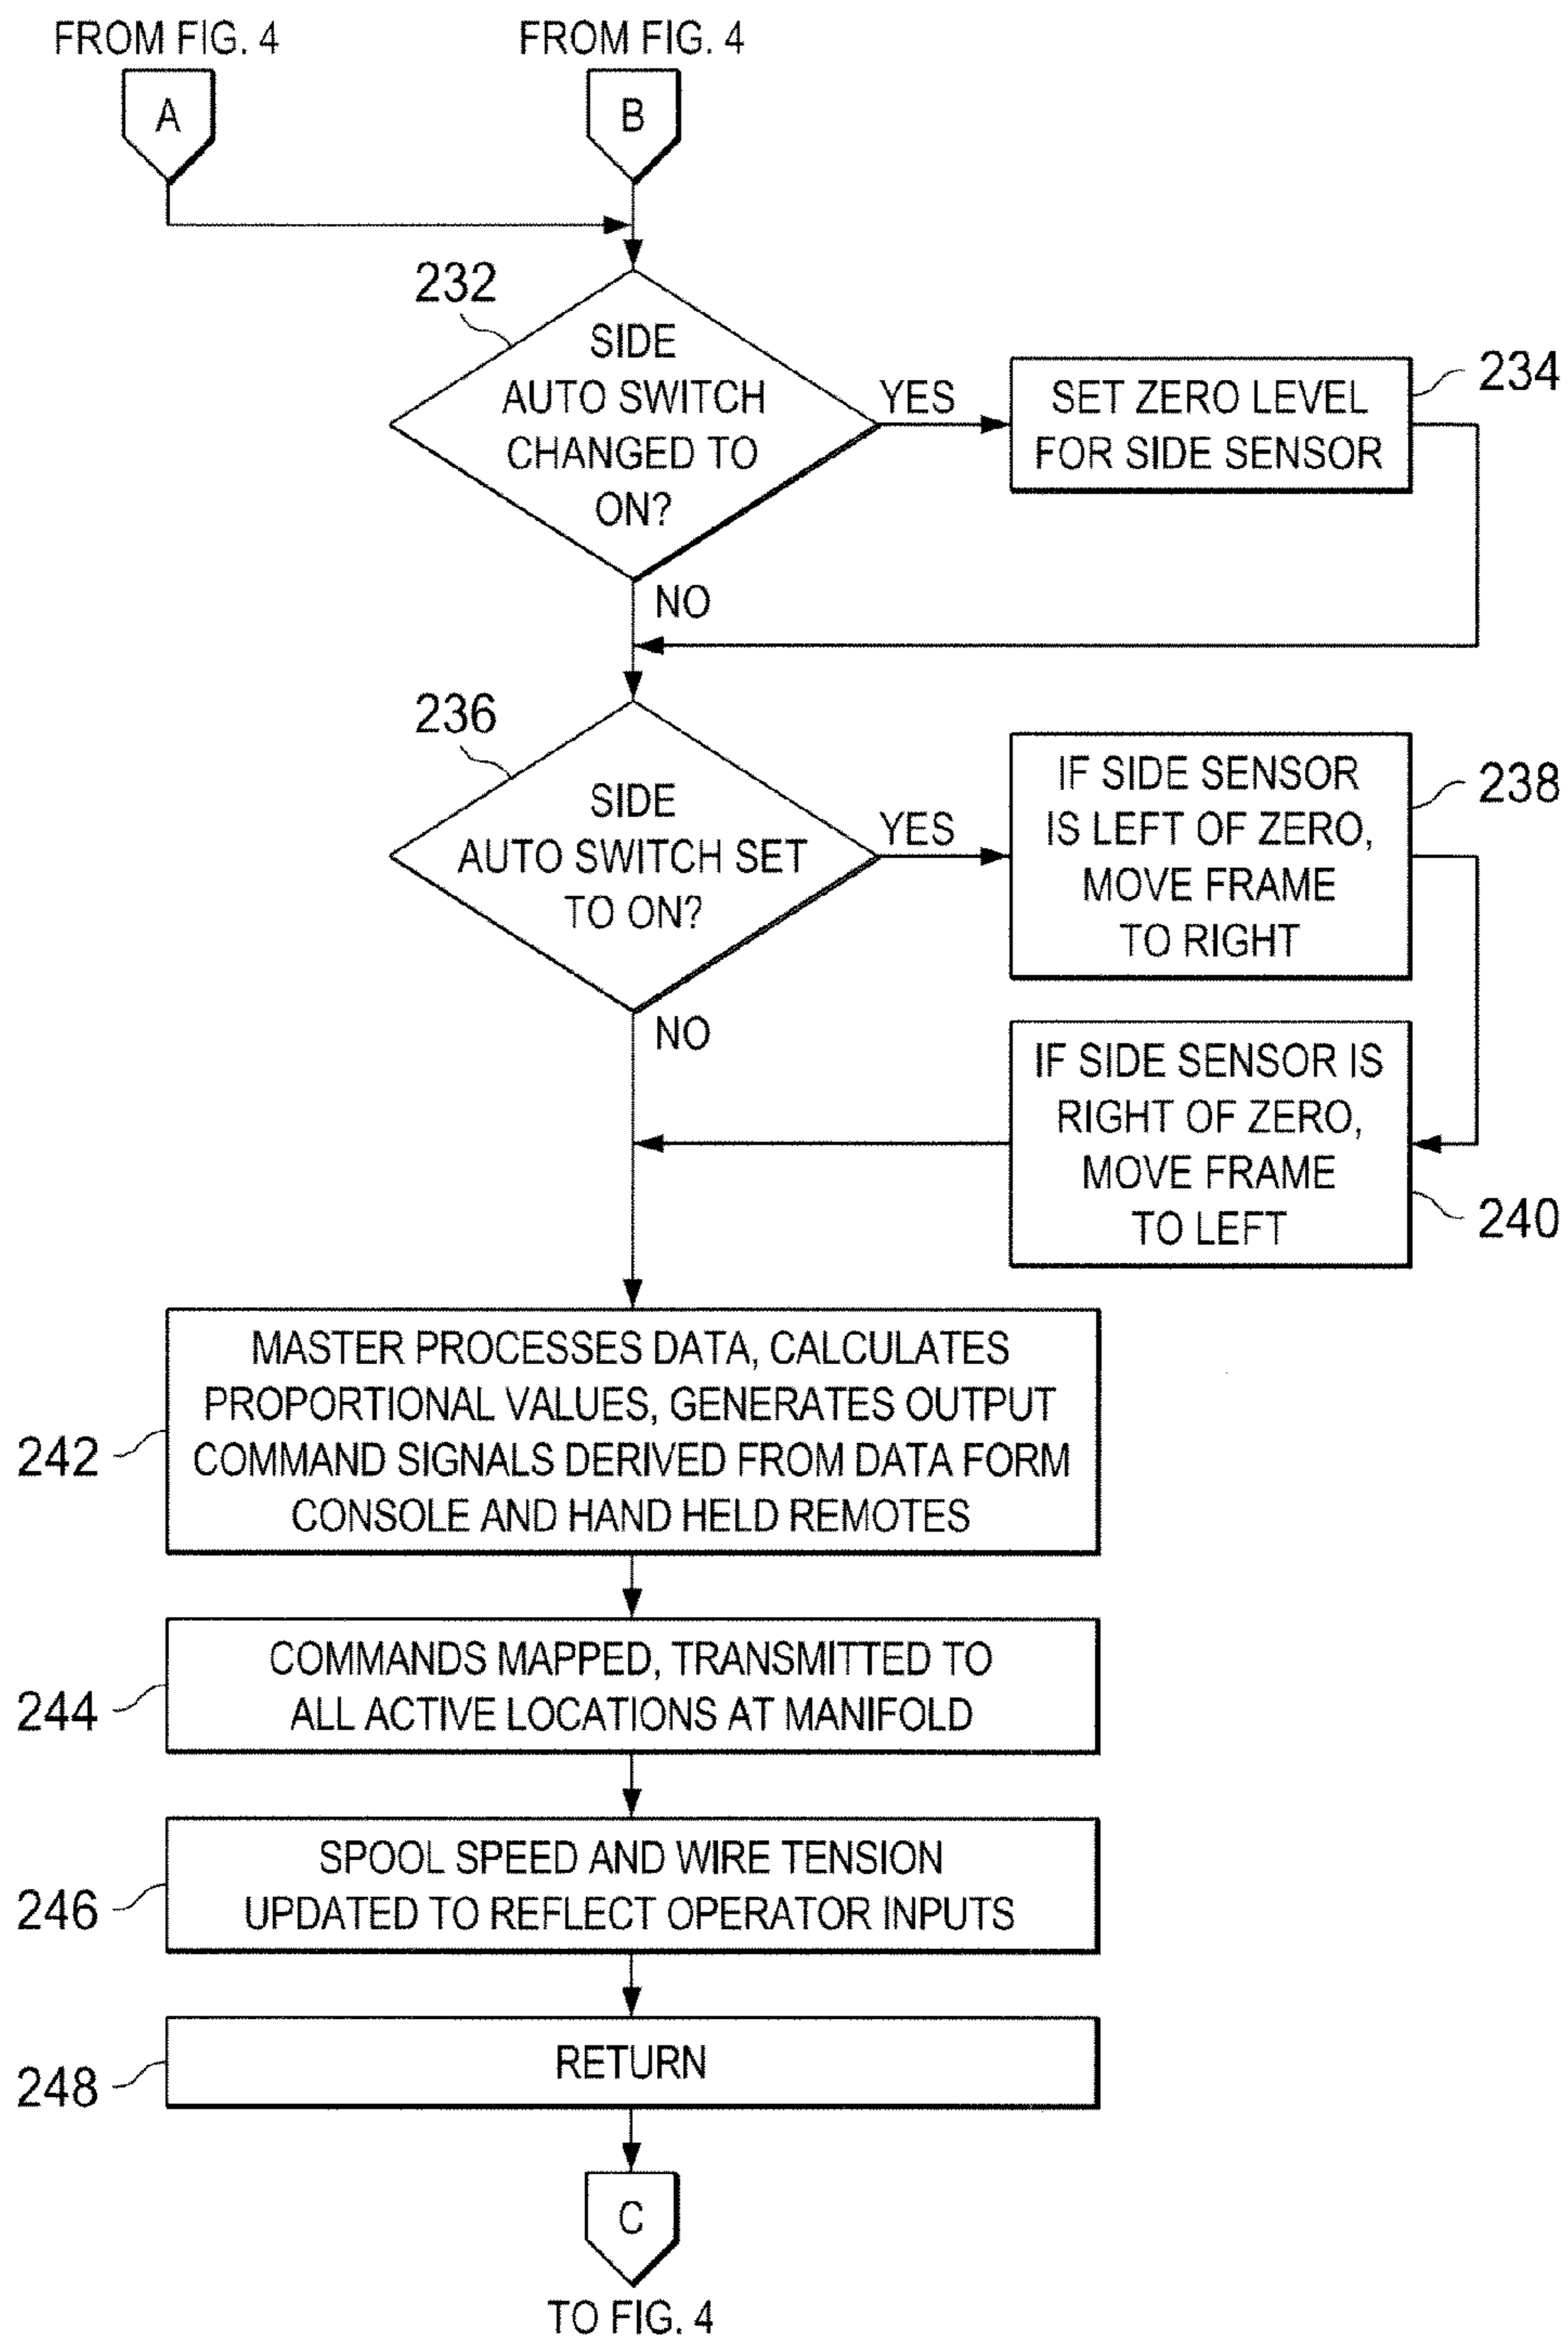 FROM FIG. 4
FROM FIG. 4
A
B
232
SIDE
AUTO SWITCH
CHANGED TO
ON?
YES
SET ZERO LEVEL
FOR SIDE SENSOR
234
NO
236
SIDE
AUTO SWITCH SET
TO ON?
YES
IF SIDE SENSOR
IS LEFT OF ZERO,
MOVE FRAME
TO RIGHT
238
NO
IF SIDE SENSOR IS
RIGHT OF ZERO,
MOVE FRAME
TO LEFT
240
MASTER PROCESSES DATA, CALCULATES
PROPORTIONAL VALUES, GENERATES OUTPUT
COMMAND SIGNALS DERIVED FROM DATA FORM
CONSOLE AND HAND HELD REMOTES
242
COMMANDS MAPPED, TRANSMITTED TO
ALL ACTIVE LOCATIONS AT MANIFOLD
244
SPOOL SPEED AND WIRE TENSION
UPDATED TO REFLECT OPERATOR INPUTS
246
RETURN
248
C
TO FIG. 4